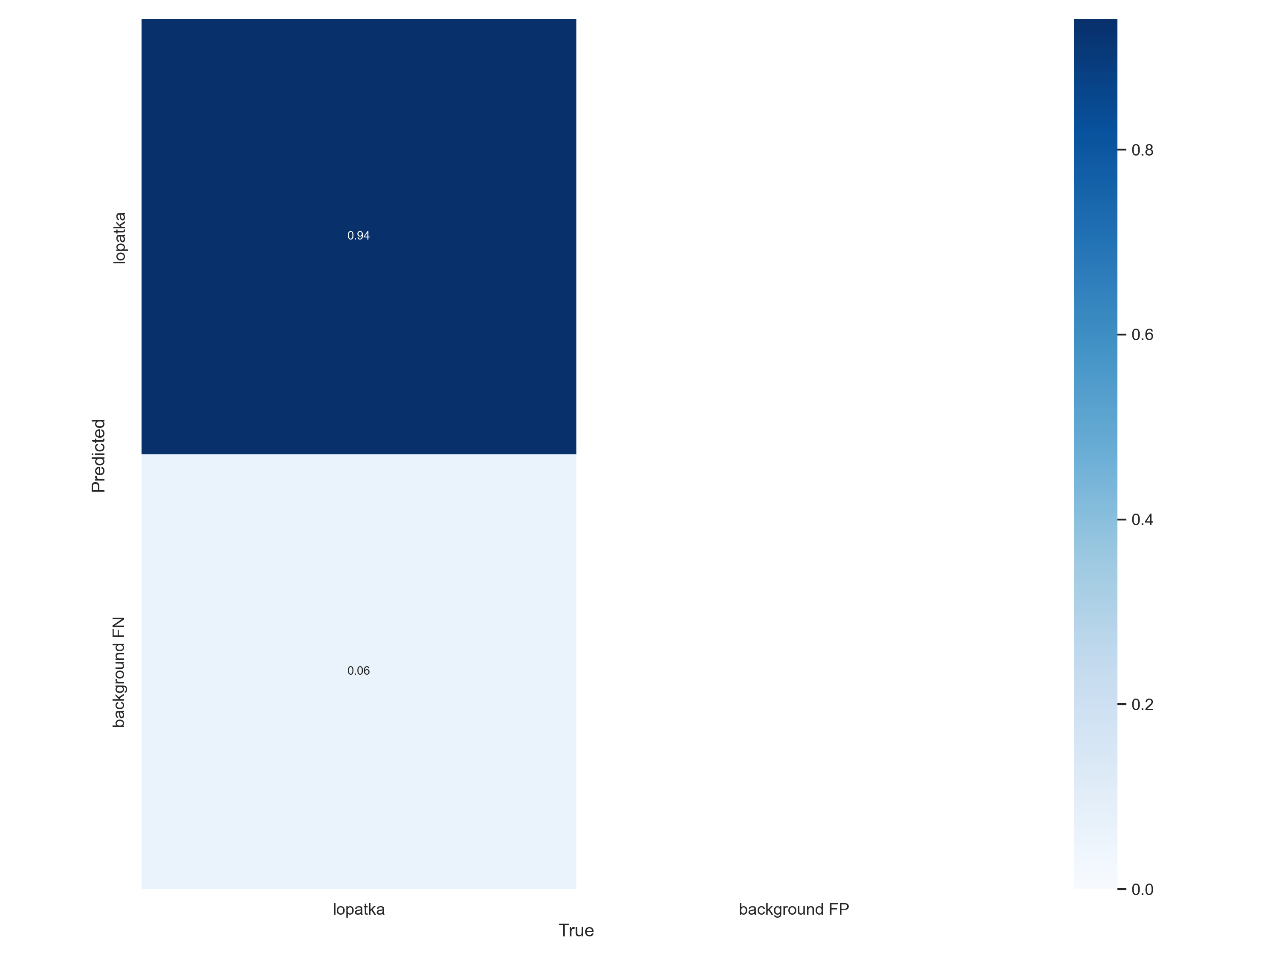 lopatka
background FN
Predicted
0.94
0.06
lopatka
background FP
True
0.8
0.6
0.4
0.2
0.0